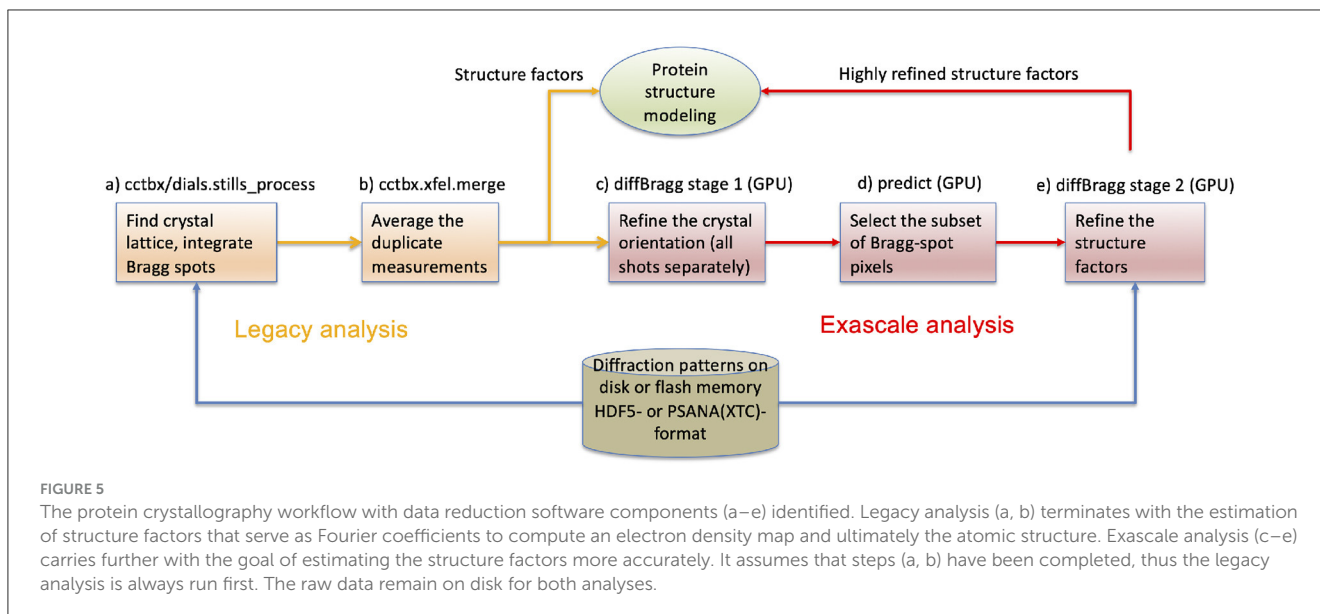 Structure factors
Protein
structure
modeling
Highly refined structure factors
a) cctbx/dials.stills_process
Find crystal
lattice, integrate
Bragg spots
b) cctbx.xfel.merge
Average the
duplicate
measurements
c) diffBragg stage 1 (GPU)
Refine the crystal
orientation (all
shots separately)
d) predict (GPU)
Select the subset
of Bragg-spot
pixels
e) diffBragg stage 2 (GPU)
Refine the
structure
factors
Legacy analysis
Exascale analysis
Diffraction patterns on
disk or flash memory
HDF5- or PSANA(XTC)-
format
FIGURE 5
The protein crystallography workflow with data reduction software components (a–e) identified. Legacy analysis (a, b) terminates with the estimation
of structure factors that serve as Fourier coefficients to compute an electron density map and ultimately the atomic structure. Exascale analysis (c–e)
carries further with the goal of estimating the structure factors more accurately. It assumes that steps (a, b) have been completed, thus the legacy
analysis is always run first. The raw data remain on disk for both analyses.